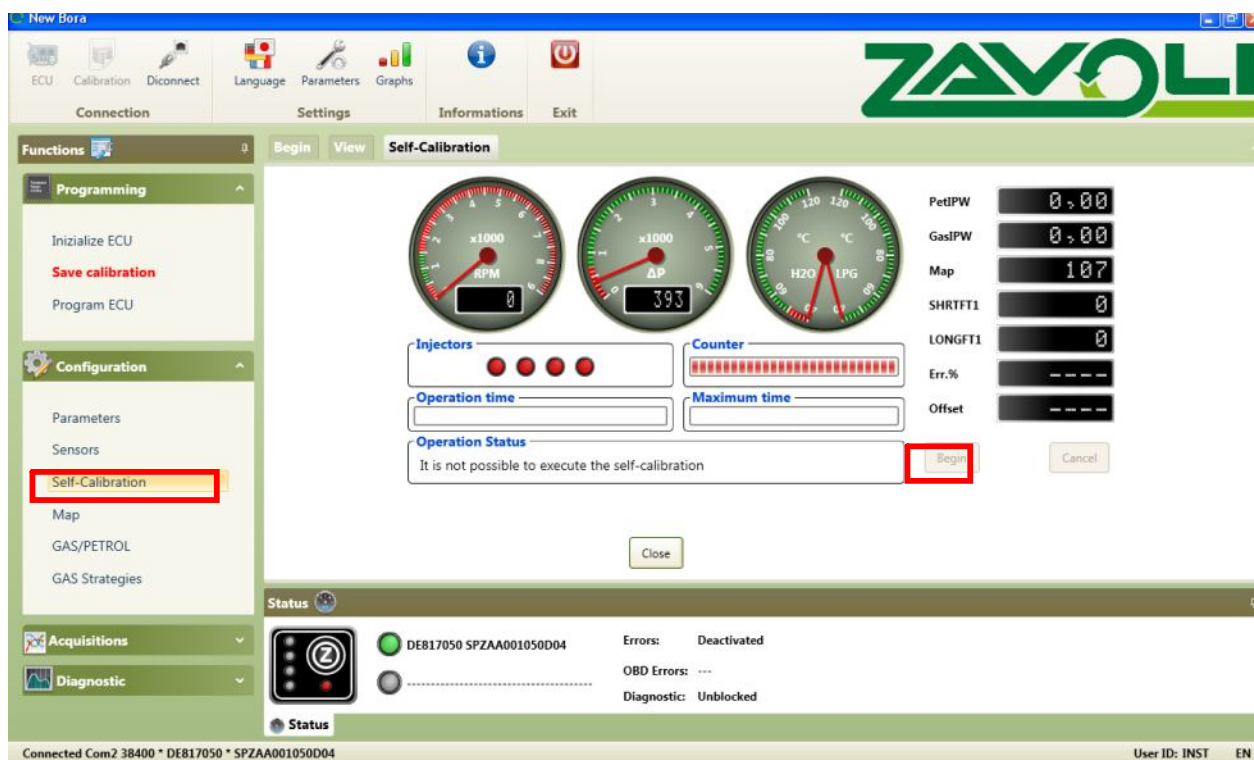 New Bora
ECU Calibration Diconnect Language Parameters Graphs
Connection Settings Informations Exit
ZAVOLI
Functions
Begin View Self-Calibration
Programming
Inizialize ECU
Save calibration
Program ECU
Configuration
Parameters
Sensors
Self-Calibration
Map
GAS/PETROL
GAS Strategies
Acquisitions
Diagnostic
x1000
RPM
0
x1000
ΔP
393
°C °C
H2O LPG
PetIPW 0,00
GasIPW 0,00
Map 107
SHRTFT1 0
LONGFT1 0
Err.% ----
Offset ----
Injectors
Counter
Operation time
Maximum time
Operation Status
It is not possible to execute the self-calibration
Begin Cancel
Close
Status
DE817050 SPZAA001050D04
Errors: Deactivated
OBD Errors: ---
Diagnostic: Unblocked
Status
Connected Com2 38400 * DE817050 * SPZAA001050D04
User ID: INST EN